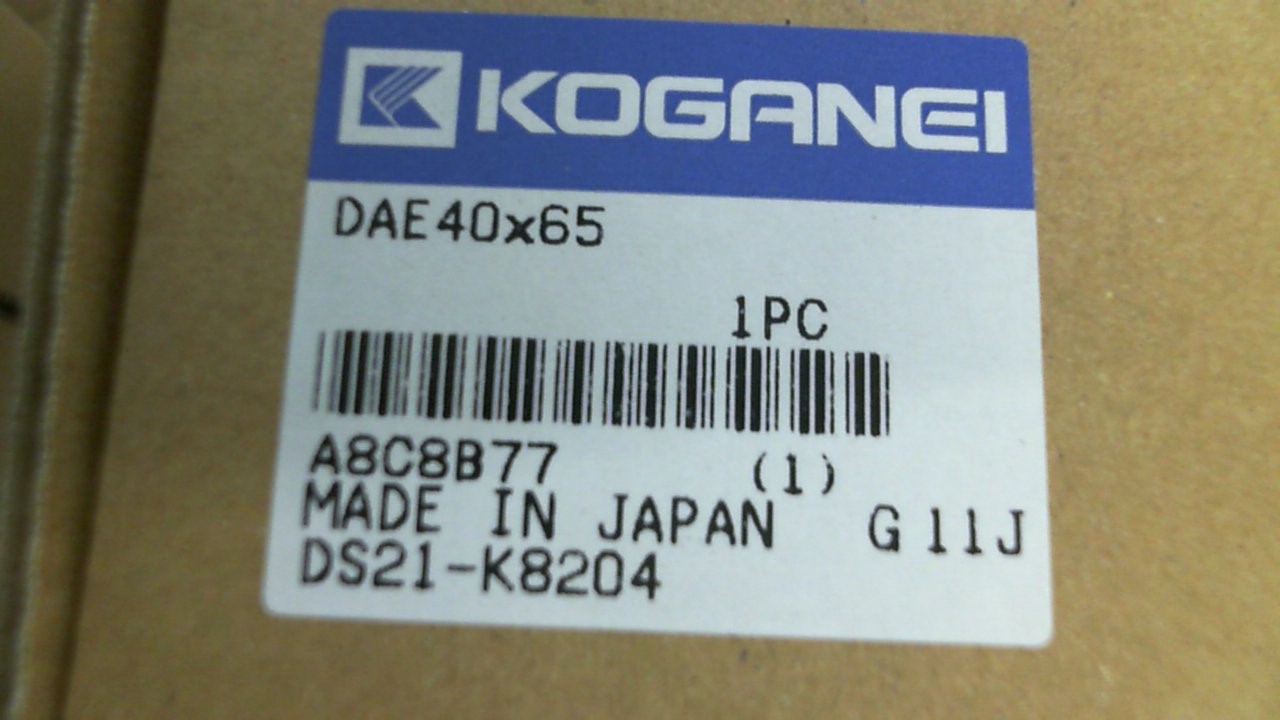 KOGANEI
DAE40x65
1PC
A8C8B77 (1)
MADE IN JAPAN G11J
DS21-K8204